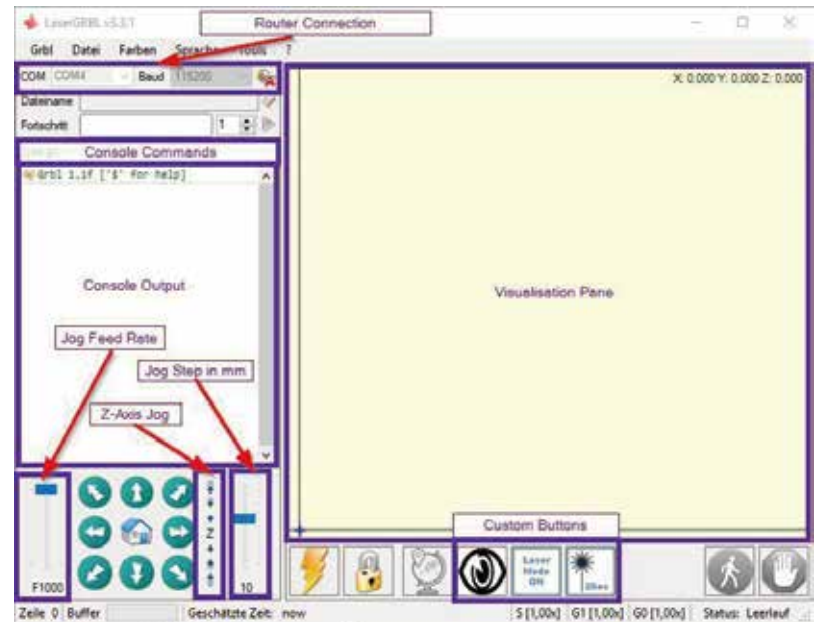 LaserGRBL v3.3.1
Router Connection
Grbl Datei Farben Sprache Tools ?
COM COM4 Baud 115200
X: 0.000 Y: 0.000 Z: 0.000
Dateiname
Fortschritt 1
Console Commands
Grbl 1.1f ['$' for help]
Console Output
Visualisation Pane
Jog Feed Rate
Jog Step in mm
Z-Axis Jog
Z
Custom Buttons
Laser
Mode
ON
F1000
10
Zeile 0 Buffer Geschätzte Zeit: now S [1,00x] G1 [1,00x] G0 [1,00x] Status: Leerlauf